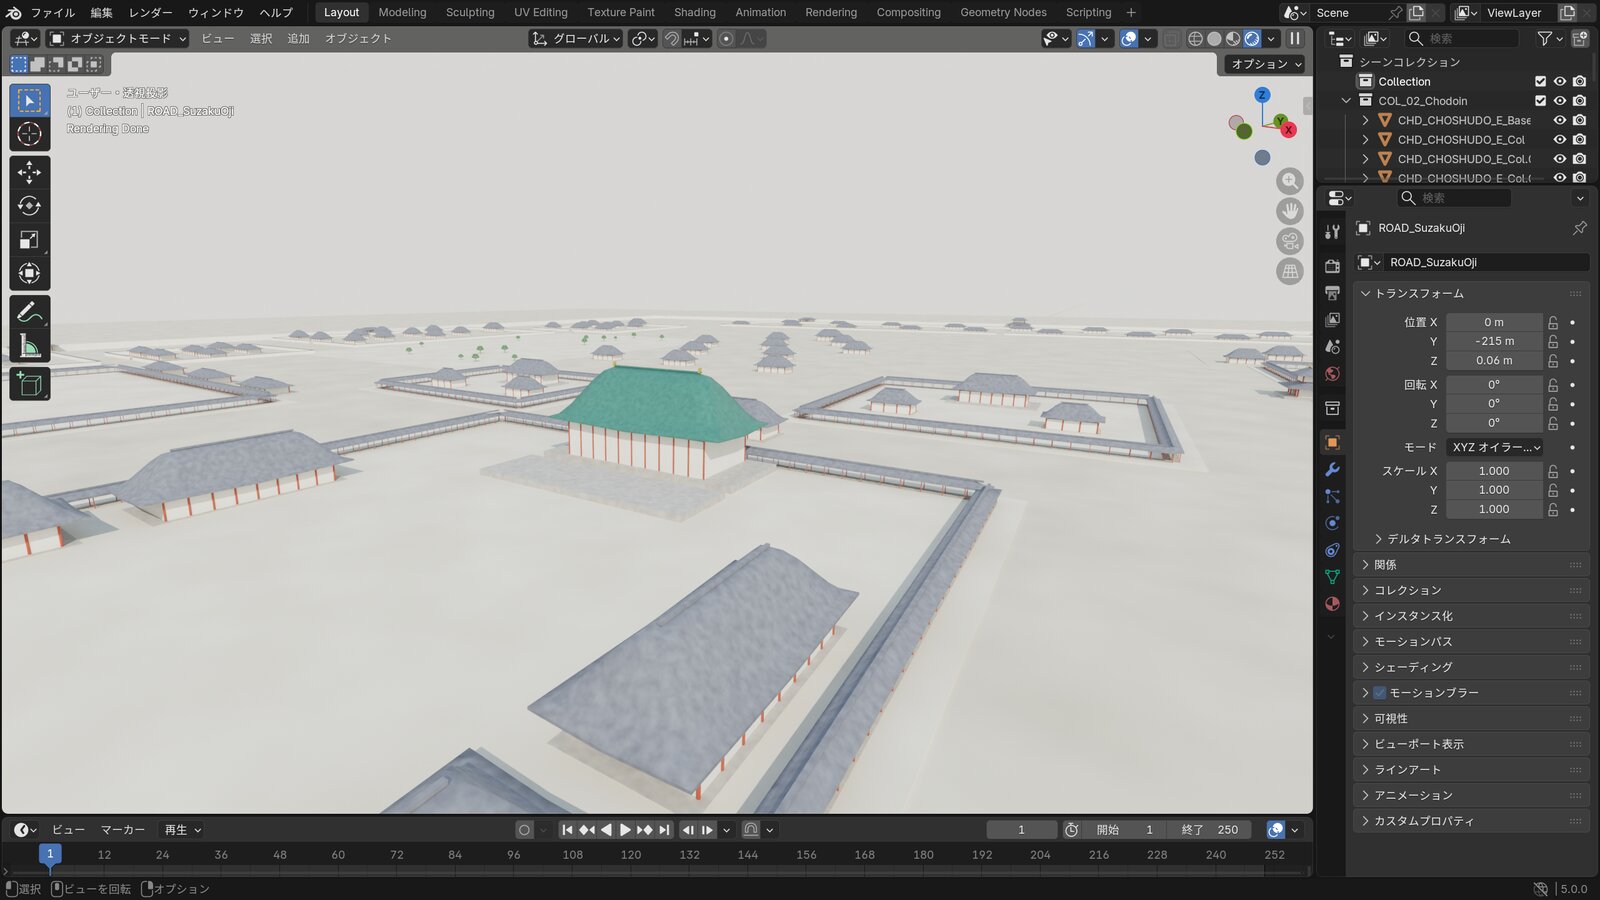 ファイル 編集 レンダー ウィンドウ ヘルプ Layout Modeling Sculpting UV Editing Texture Paint Shading Animation Rendering Compositing Geometry Nodes Scripting + Scene ViewLayer
オブジェクトモード ビュー 選択 追加 オブジェクト グローバル 検索
オプション
シーンコレクション
Collection
COL_02_Chodoin
CHD_CHOSHUDO_E_Base
CHD_CHOSHUDO_E_Col
CHD_CHOSHUDO_E_Col.
CHD_CHOSHUDO_E_Col.
ユーザー・透視投影
(1) Collection | ROAD_SuzakuOji
Rendering Done
Z
Y
X
検索
ROAD_SuzakuOji
ROAD_SuzakuOji
トランスフォーム
位置 X 0 m
Y -215 m
Z 0.06 m
回転 X 0°
Y 0°
Z 0°
モード XYZ オイラー...
スケール X 1.000
Y 1.000
Z 1.000
デルタトランスフォーム
関係
コレクション
インスタンス化
モーションパス
シェーディング
モーションブラー
可視性
ビューポート表示
ラインアート
アニメーション
カスタムプロパティ
ビュー マーカー 再生 1 開始 1 終了 250
1 12 24 36 48 60 72 84 96 108 120 132 144 156 168 180 192 204 216 228 240 252
選択 ビューを回転 オプション 5.0.0